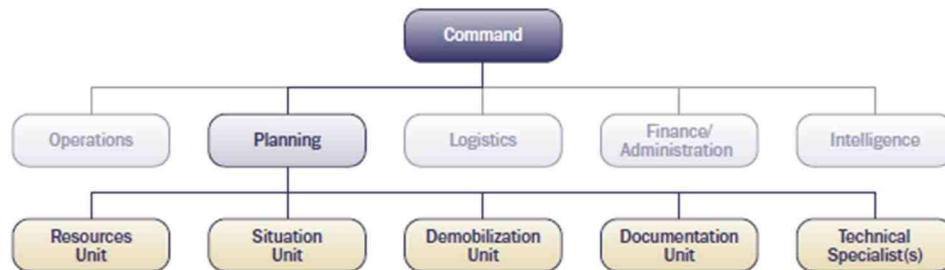 Command
Operations
Planning
Logistics
Finance/
Administration
Intelligence
Resources
Unit
Situation
Unit
Demobilization
Unit
Documentation
Unit
Technical
Specialist(s)